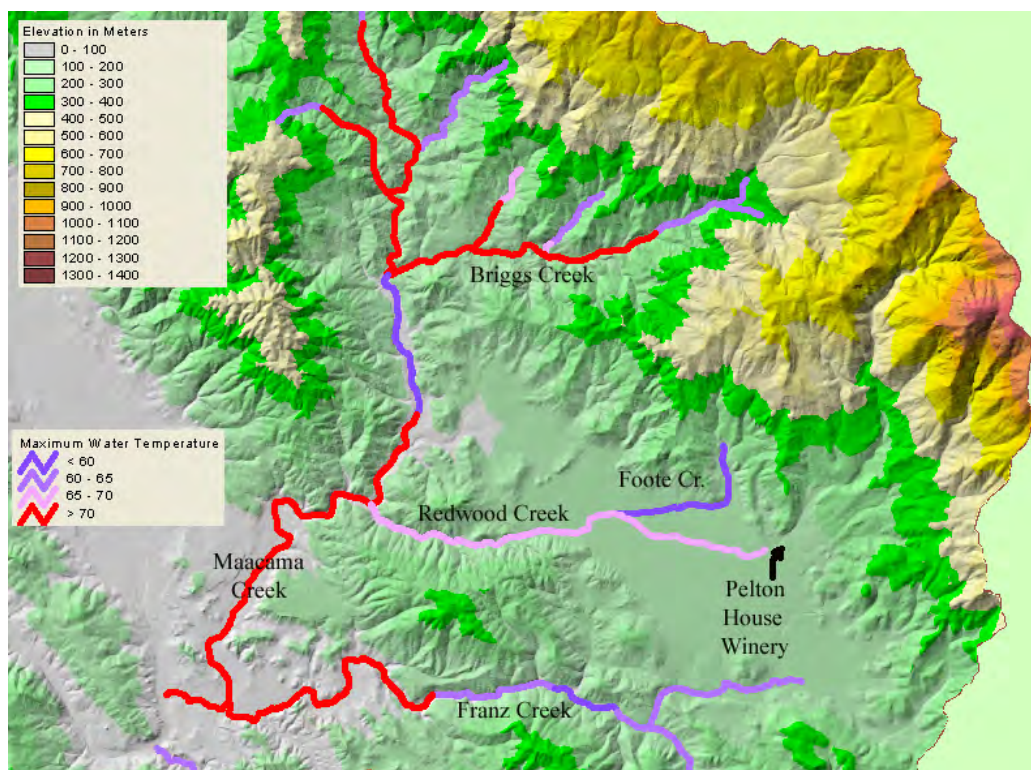 Elevation in Meters
0 - 100
100 - 200
200 - 300
300 - 400
400 - 500
500 - 600
600 - 700
700 - 800
800 - 900
900 - 1000
1000 - 1100
1100 - 1200
1200 - 1300
1300 - 1400
Briggs Creek
Maximum Water Temperature
< 60
60 - 65
65 - 70
> 70
Foote Cr.
Redwood Creek
Maacama
Creek
Pelton
House
Winery
Franz Creek